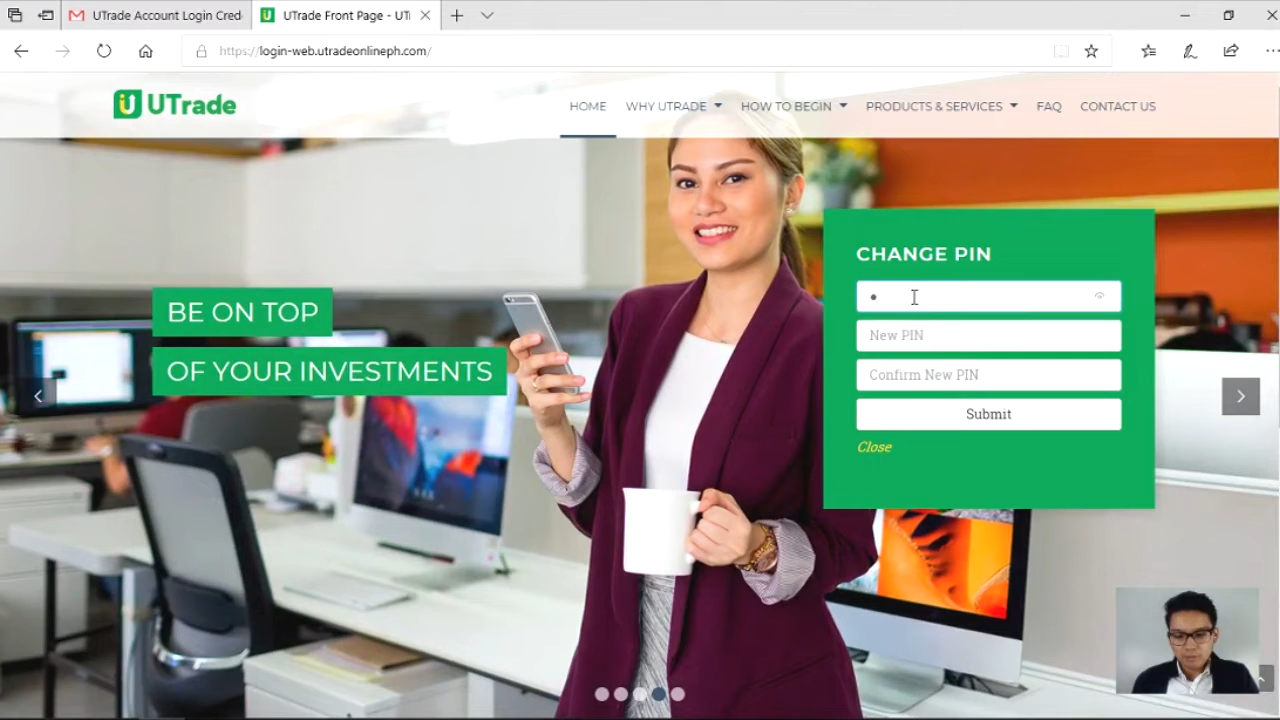 UTrade Account Login Cred
UTrade Front Page - UT
https://login-web.utradeonlineph.com/
UTrade
HOME
WHY UTRADE
HOW TO BEGIN
PRODUCTS & SERVICES
FAQ
CONTACT US
BE ON TOP
OF YOUR INVESTMENTS
CHANGE PIN
New PIN
Confirm New PIN
Submit
Close